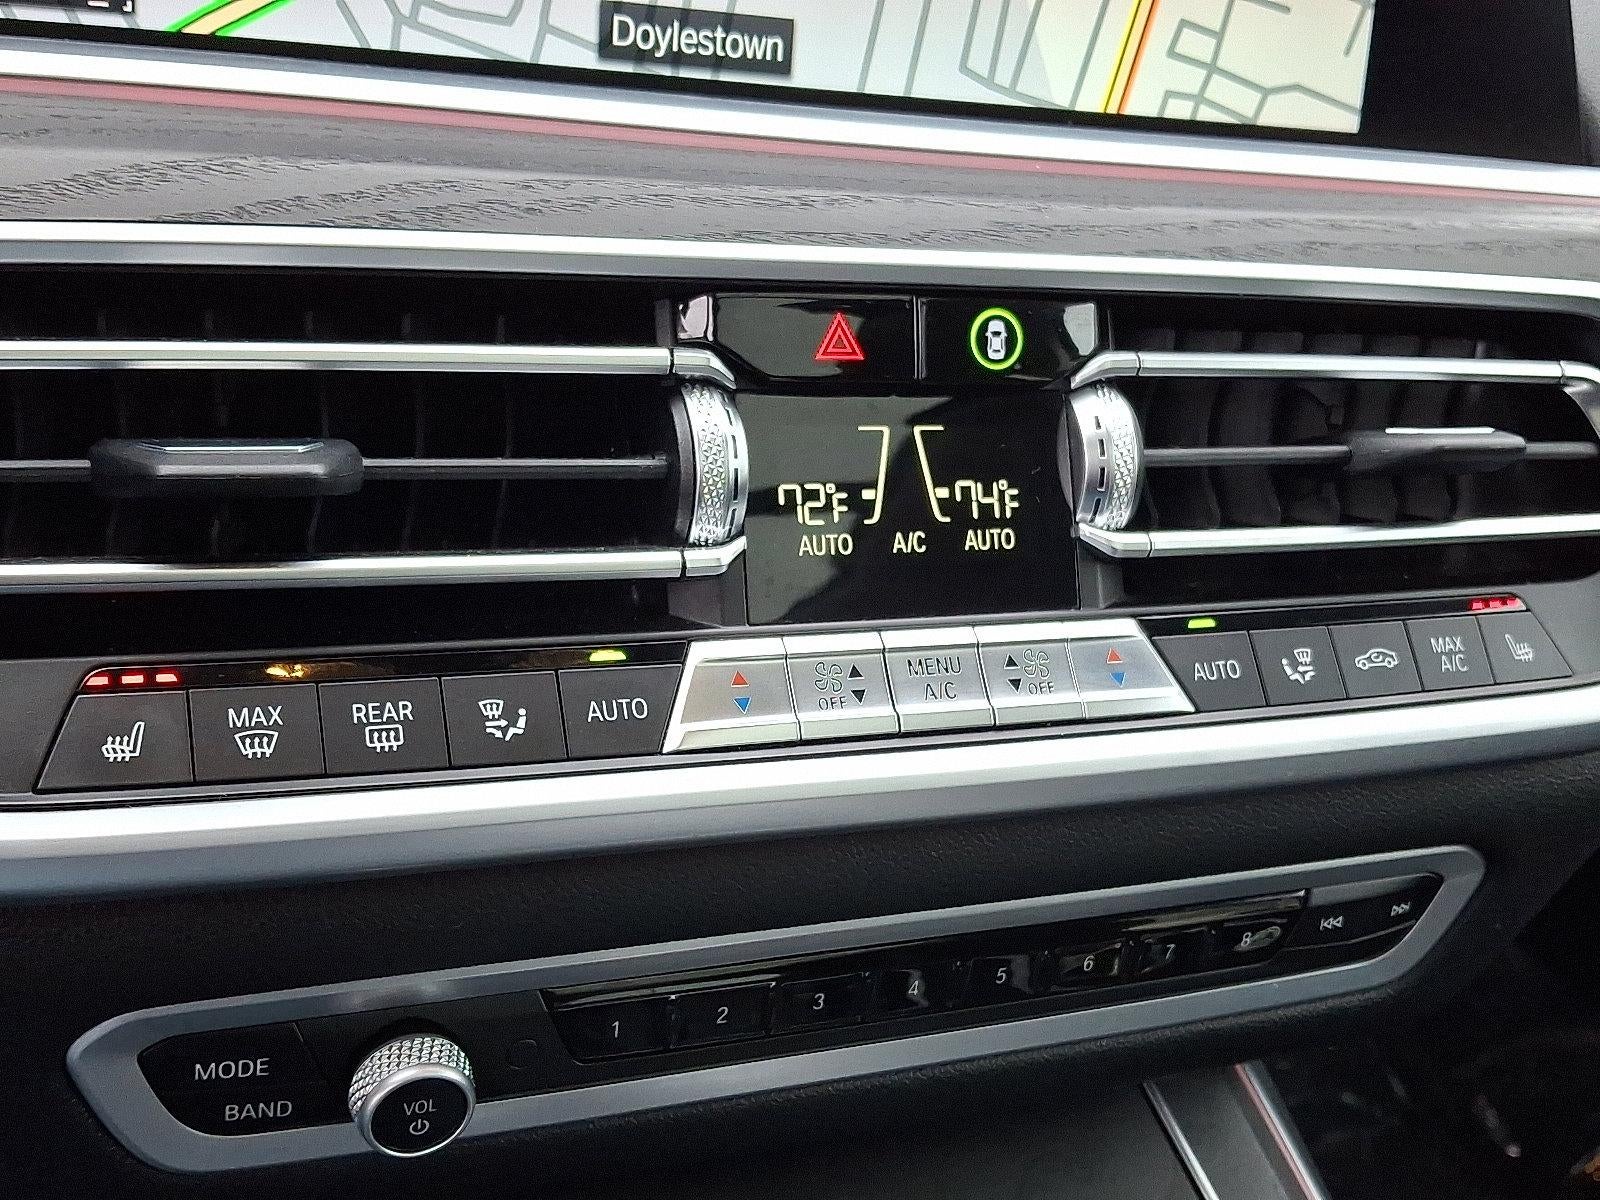 Doylestown
72°F 74°F
AUTO A/C AUTO
MAX
REAR
AUTO
OFF
MENU
A/C
OFF
AUTO
MAX
A/C
1 2 3 4 5 6 7 8
MODE
BAND
VOL